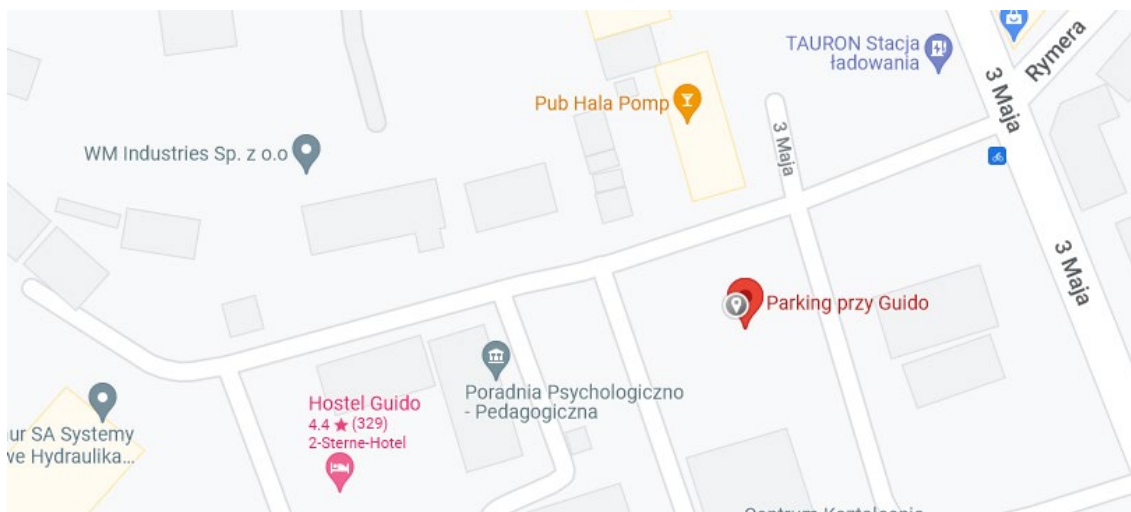 TAURON Stacja
ładowania
Rymera
3 Maja
Pub Hala Pomp
3 Maja
WM Industries Sp. z o.o
3 Maja
Parking przy Guido
Poradnia Psychologiczno
- Pedagogiczna
Hostel Guido
4.4 ★ (329)
2-Sterne-Hotel
ur SA Systemy
we Hydraulika...